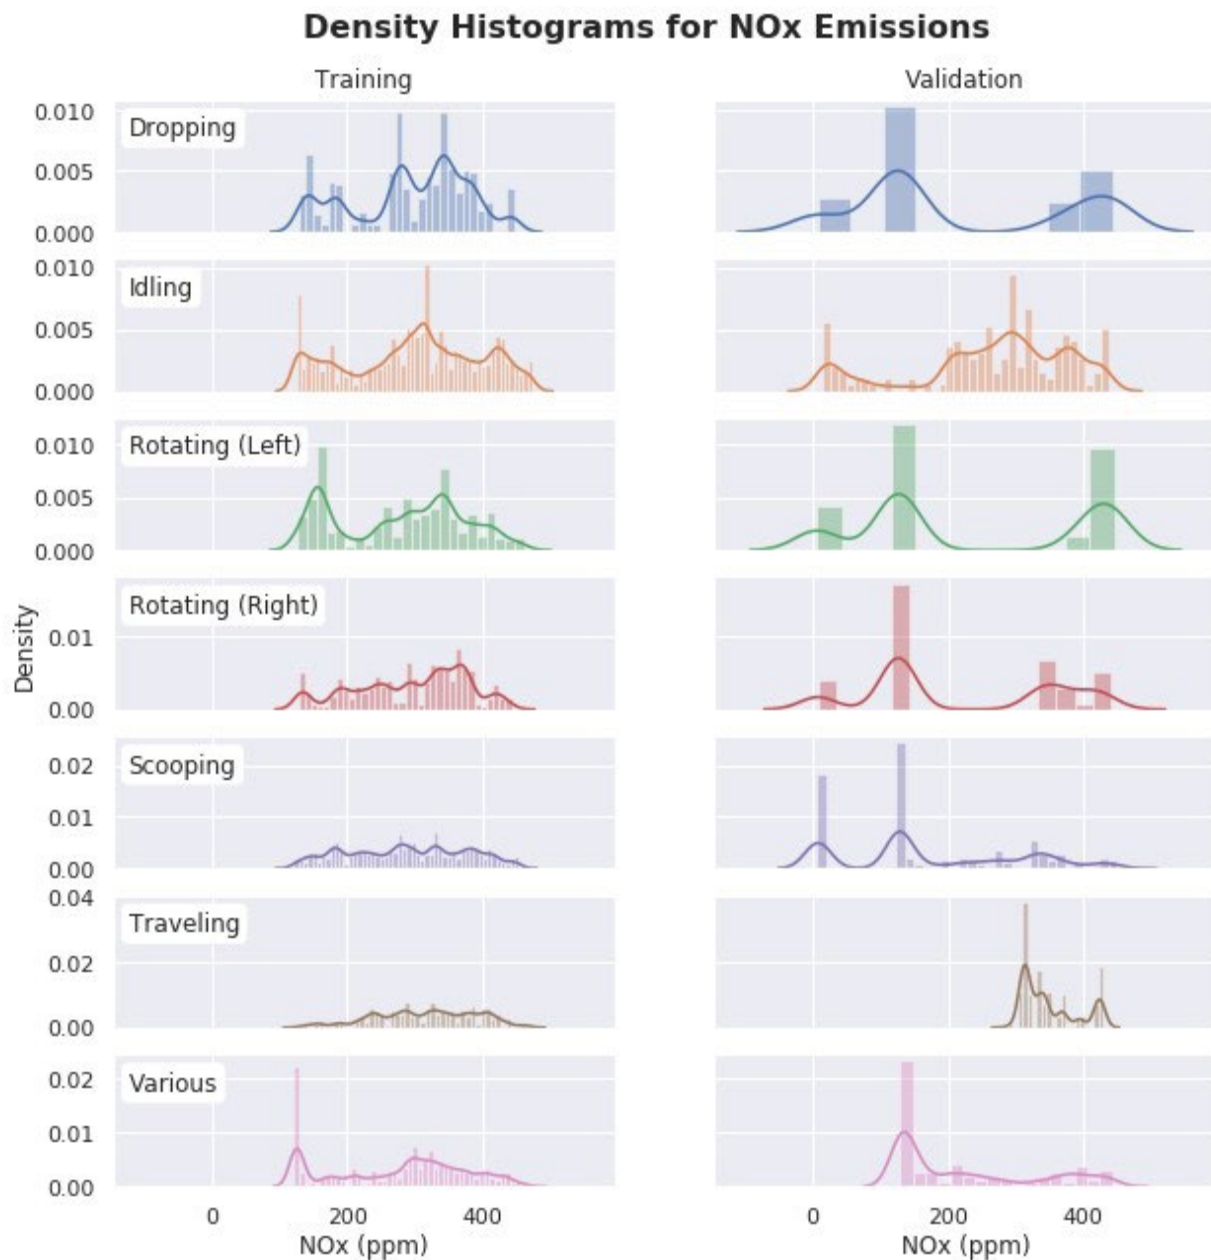 Density Histograms for NOx Emissions
Training
Validation
0.010
0.005
0.000
Dropping
0.010
0.005
0.000
Idling
0.010
0.005
0.000
Rotating (Left)
0.01
0.00
Rotating (Right)
Density
0.02
0.01
0.00
Scooping
0.04
0.02
0.00
Traveling
0.02
0.01
0.00
Various
0 200 400
NOx (ppm)
0 200 400
NOx (ppm)